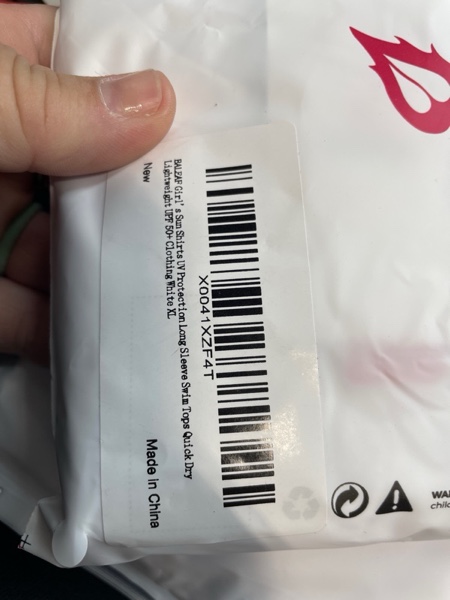 X0041XZF4T
BALEAF Girl's Sun Shirts UV Protection Long Sleeve Swim Tops Quick Dry
Lightweight UPF 50+ Clothing White XL
New
Made in China